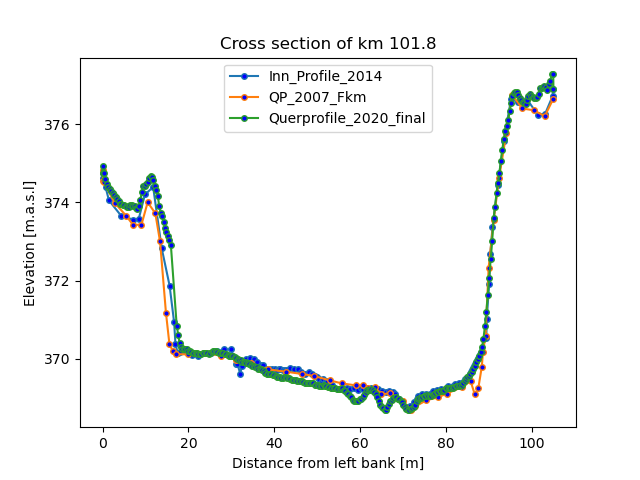 Cross section of km 101.8
Inn_Profile_2014
QP_2007_Fkm
Querprofile_2020_final
Elevation [m.a.s.l]
376
374
372
370
0 20 40 60 80 100
Distance from left bank [m]